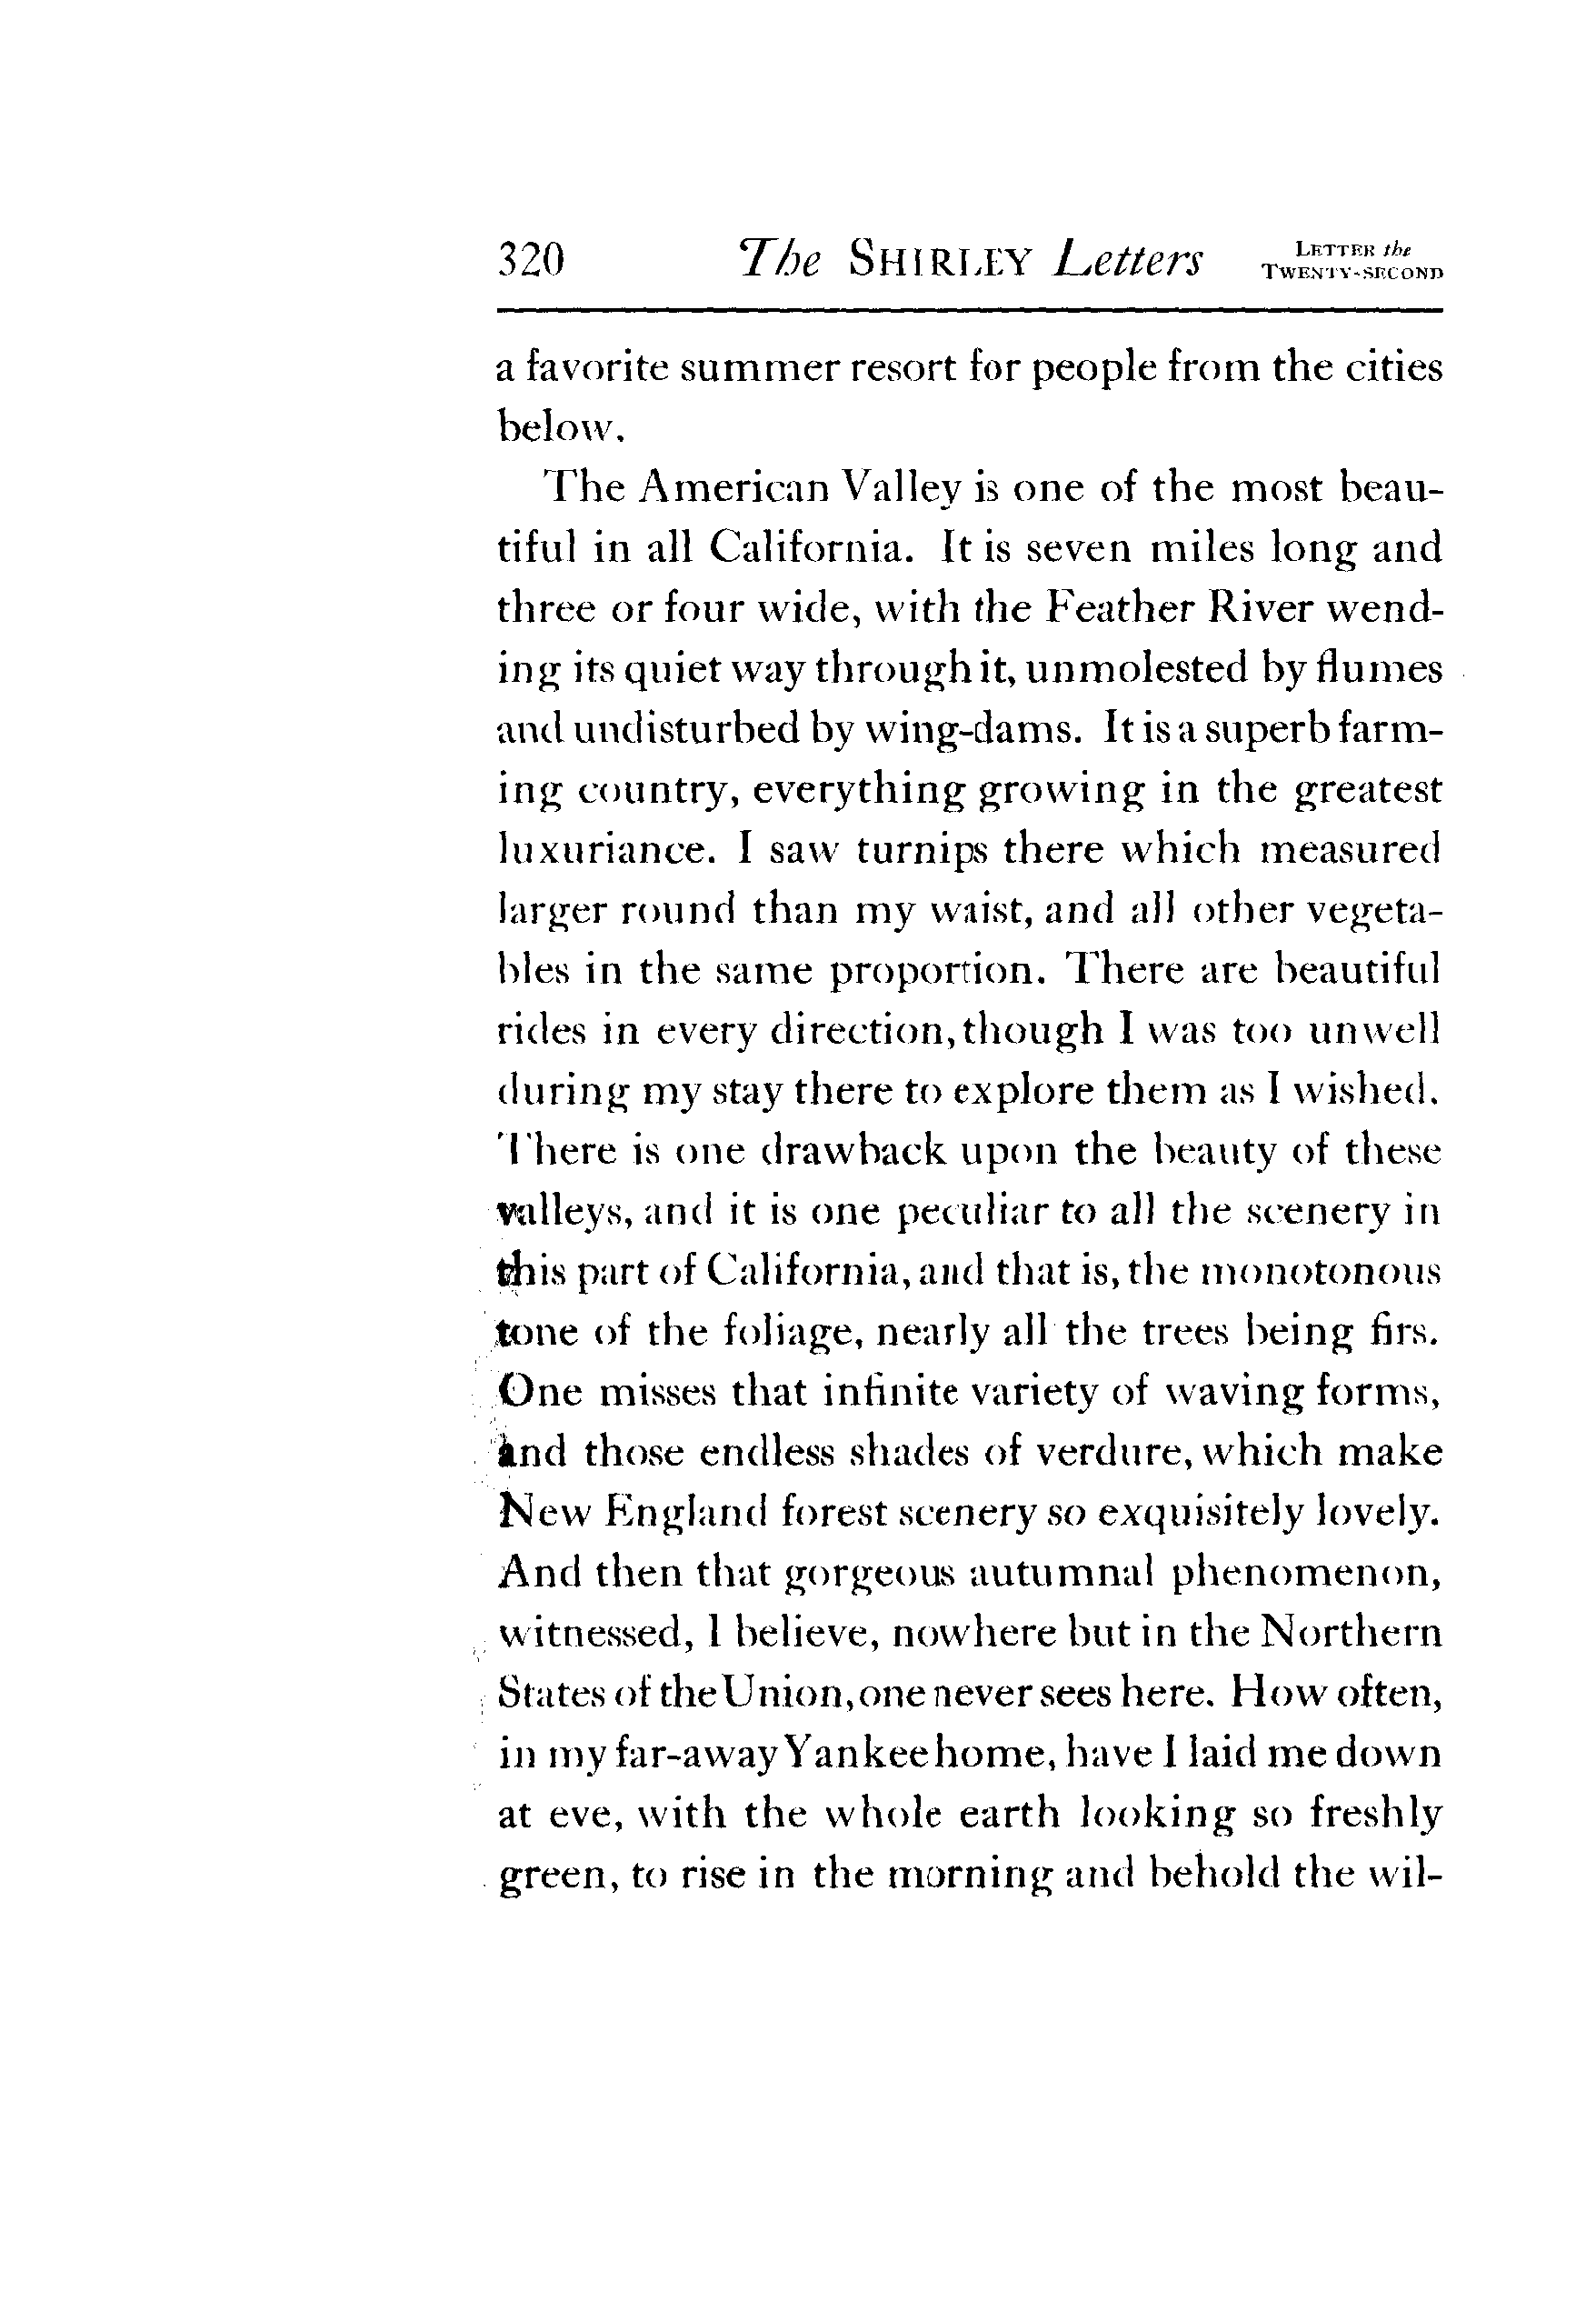 320 The SHIRLEY Letters LETTER the
TWENTY-SECOND
a favorite summer resort for people from the cities
below.
The American Valley is one of the most beau-
tiful in all California. It is seven miles long and
three or four wide, with the Feather River wend-
ing its quiet way through it, unmolested by flumes
and undisturbed by wing-dams. It is a superb farm-
ing country, everything growing in the greatest
luxuriance. I saw turnips there which measured
larger round than my waist, and all other vegeta-
bles in the same proportion. There are beautiful
rides in every direction, though I was too unwell
during my stay there to explore them as I wished.
There is one drawback upon the beauty of these
valleys, and it is one peculiar to all the scenery in
this part of California, and that is, the monotonous
tone of the foliage, nearly all the trees being firs.
One misses that infinite variety of waving forms,
and those endless shades of verdure, which make
New England forest scenery so exquisitely lovely.
And then that gorgeous autumnal phenomenon,
witnessed, I believe, nowhere but in the Northern
States of the Union, one never sees here. How often,
in my far-away Yankee home, have I laid me down
at eve, with the whole earth looking so freshly
green, to rise in the morning and behold the wil-